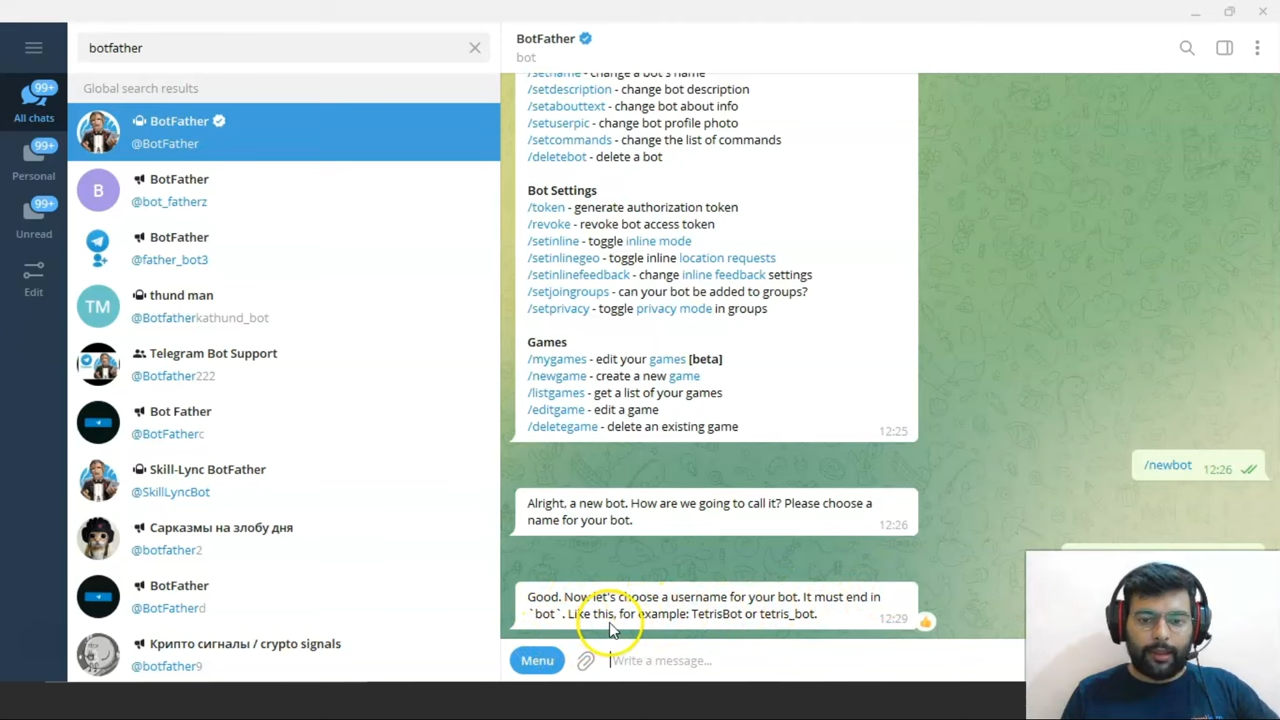 botfather
Global search results
99+
All chats
99+
Personal
99+
Unread
Edit
BotFather
@BotFather
B
BotFather
@bot_fatherz
BotFather
@father_bot3
TM
thund man
@Botfatherkathund_bot
Telegram Bot Support
@Botfather222
Bot Father
@BotFatherc
Skill-Lync BotFather
@SkillLyncBot
Сарказмы на злобу дня
@botfather2
BotFather
@BotFatherd
Крипто сигналы / crypto signals
@botfather9
BotFather
bot
/setname - change a bot's name
/setdescription - change bot description
/setabouttext - change bot about info
/setuserpic - change bot profile photo
/setcommands - change the list of commands
/deletebot - delete a bot
Bot Settings
/token - generate authorization token
/revoke - revoke bot access token
/setinline - toggle inline mode
/setinlinegeo - toggle inline location requests
/setinlinefeedback - change inline feedback settings
/setjoingroups - can your bot be added to groups?
/setprivacy - toggle privacy mode in groups
Games
/mygames - edit your games [beta]
/newgame - create a new game
/listgames - get a list of your games
/editgame - edit a game
/deletegame - delete an existing game
12:25
/newbot 12:26
Alright, a new bot. How are we going to call it? Please choose a
name for your bot.
12:26
Good. Now let's choose a username for your bot. It must end in
`bot`. Like this, for example: TetrisBot or tetris_bot.
12:29
Menu
Write a message...